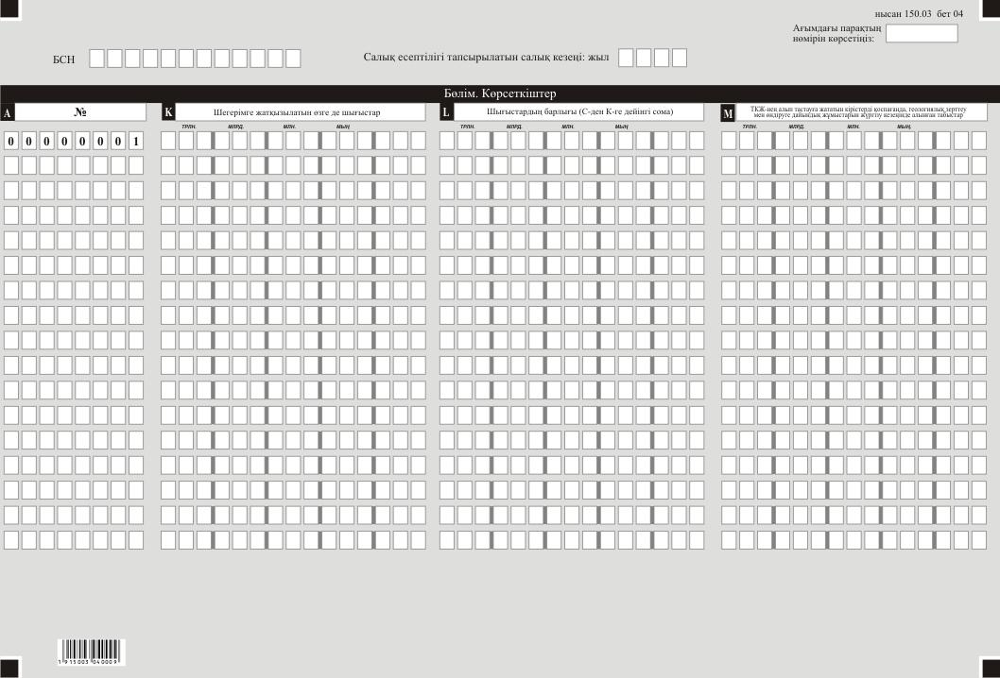 нысан 150.03 бет 04
Ағымдағы парақтың
нөмірін көрсетіңіз:
БСН
Салық есептілігі тапсырылатын салық кезеңі: жыл
Бөлім. Көрсеткіштер
A №
K Шегерімге жатқызылатын өзге де шығыстар
L Шығыстардың барлығы (С-ден К-ге дейінгі сома)
M ТКЖ-нен алып тастауға жататын кірістерді қоспағанда, геологиялық зерттеу
мен өндіруге дайындық жұмыстарын жүргізу кезеңінде алынған табыстар
ТРЛН. МЛРД. МЛН. МЫҢ ТРЛН. МЛРД. МЛН. МЫҢ ТРЛН. МЛРД. МЛН. МЫҢ.
0 0 0 0 0 0 0 1
1 915003 040009